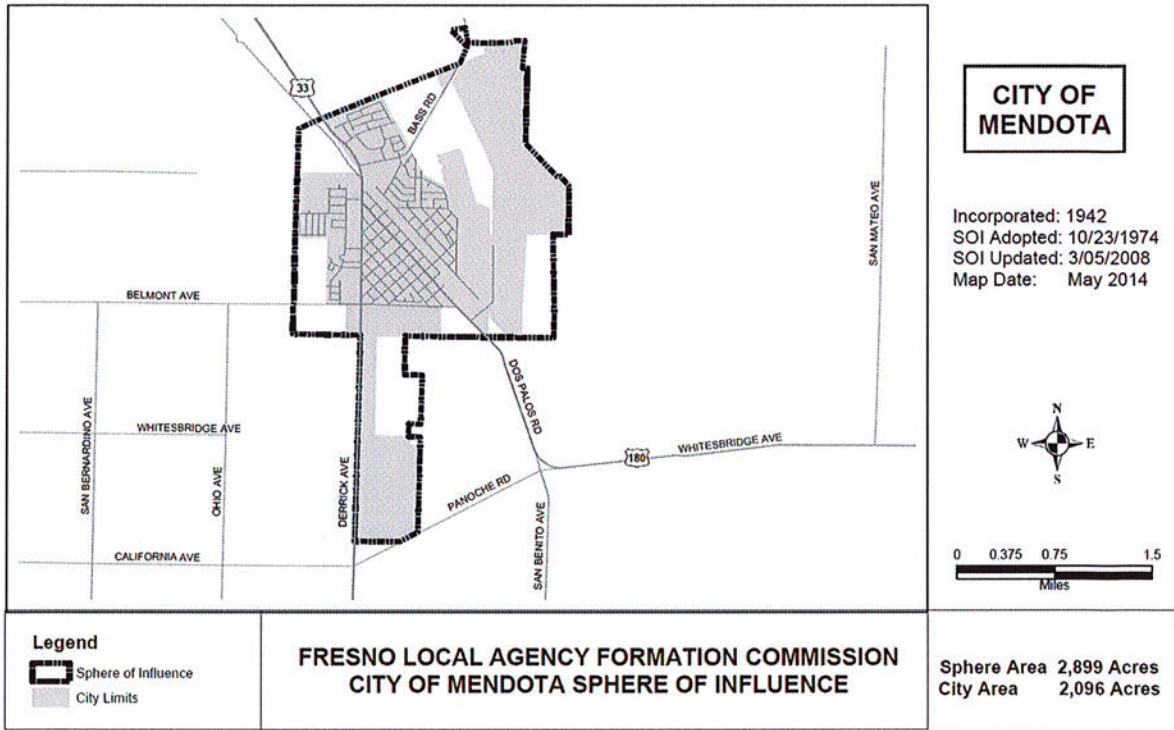 33
BASS RD
BELMONT AVE
SAN MATEO AVE
DOS PALOS RD
WHITESBRIDGE AVE
SAN BERNARDINO AVE
OHIO AVE
DERRICK AVE
WHITESBRIDGE AVE
180
PANOCHE RD
SAN BENITO AVE
CALIFORNIA AVE
CITY OF
MENDOTA
Incorporated: 1942
SOI Adopted: 10/23/1974
SOI Updated: 3/05/2008
Map Date: May 2014
N
W E
S
0 0.375 0.75 1.5
Miles
Legend
Sphere of Influence
City Limits
FRESNO LOCAL AGENCY FORMATION COMMISSION
CITY OF MENDOTA SPHERE OF INFLUENCE
Sphere Area 2,899 Acres
City Area 2,096 Acres